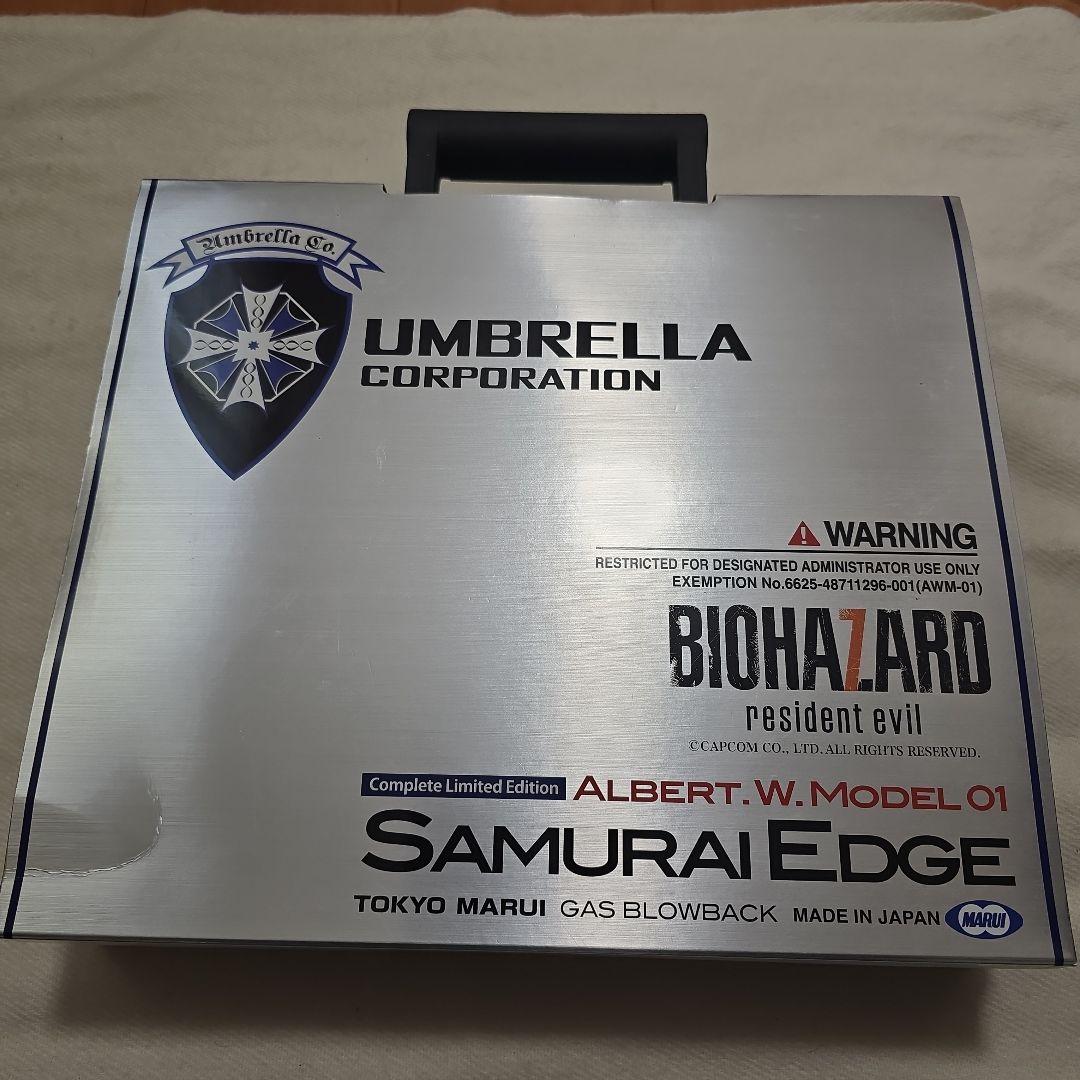 Umbrella Co.
UMBRELLA
CORPORATION
WARNING
RESTRICTED FOR DESIGNATED ADMINISTRATOR USE ONLY
EXEMPTION No.6625-48711296-001(AWM-01)
BIOHAZARD
resident evil
©CAPCOM CO., LTD. ALL RIGHTS RESERVED.
Complete Limited Edition ALBERT.W.MODEL 01
SAMURAI EDGE
TOKYO MARUI GAS BLOWBACK MADE IN JAPAN MARUI